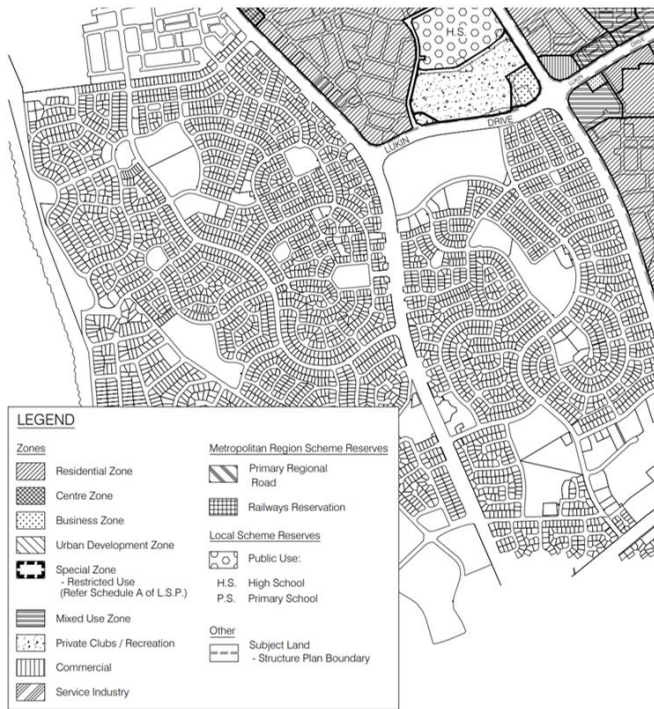 H.S.
LUKIN
DRIVE
LUKIN
DRIVE
LEGEND
Zones
Residential Zone
Centre Zone
Business Zone
Urban Development Zone
Special Zone
- Restricted Use
(Refer Schedule A of L.S.P.)
Mixed Use Zone
Private Clubs / Recreation
Commercial
Service Industry
Metropolitan Region Scheme Reserves
Primary Regional
Road
Railways Reservation
Local Scheme Reserves
Public Use:
H.S. High School
P.S. Primary School
Other
Subject Land
- Structure Plan Boundary